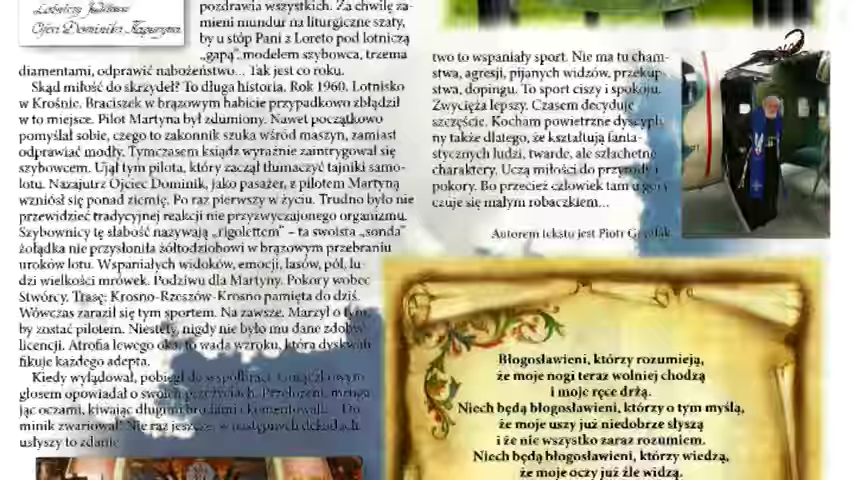 Lotniczy
Ojca Dominika Kapucyna
pozdrawia wszystkich. Za chwilę za-
mieni mundur na liturgiczne szaty,
by u stóp Pani z Loreto pod lotniczą
„gapą”, modelem szybowca, trzema
diamentami, odprawić nabożeństwo... Tak jest co roku.
Skąd miłość do skrzydeł? To długa historia. Rok 1960. Lotnisko
w Krośnie. Braciszek w brązowym habicie przypadkowo zbłądził
w to miejsce. Pilot Martyna był zdumiony. Nawet początkowo
pomyślał sobie, czego to zakonnik szuka wśród maszyn, zamiast
odprawiać modły. Tymczasem ksiądz wyraźnie zaintrygował się
szybowcem. Ujął tym pilota, który zaczął tłumaczyć tajniki samo-
lotu. Nazajutrz Ojciec Dominik, jako pasażer, z pilotem Martyną
wzniósł się ponad ziemię. Po raz pierwszy w życiu. Trudno było nie
przewidzieć tradycyjnej reakcji nie przyzwyczajonego organizmu.
Szybownicy tę słabość nazywają „rigolettem” – ta swoista „sonda”
żołądka nie przysłoniła żółtodziobowi w brązowym przebraniu
uroków lotu. Wspaniałych widoków, emocji, lasów, pól, lu-
dzi wielkości mrówek. Podziwu dla Martyny. Pokory wobec
Stwórcy. Trasę: Krosno-Rzeszów-Krosno pamięta do dziś.
Wówczas zaraził się tym sportem. Na zawsze. Marzył o tym,
by zostać pilotem. Niestety, nigdy nie było mu dane zdobyć
licencji. Atrofia lewego oka, to wada wzroku, która dyskwali-
fikuje każdego adepta.
Kiedy wylądował, pobiegł do współbraci. Gorączkowym
głosem opowiadał o swoich przeżyciach. Przełożeni, mruga-
jąc oczami, kiwając długimi brodami komentowali: – Do-
minik zwariował! Nie raz jeszcze, w następnych dekadach
usłyszy to zdanie.
two to wspaniały sport. Nie ma tu cham-
stwa, agresji, pijanych widzów, przekup-
stwa, dopingu. To sport ciszy i spokoju.
Zwycięża lepszy. Czasem decyduje
szczęście. Kocham powietrzne dyscypli-
ny także dlatego, że kształtują fanta-
stycznych ludzi, twarde, ale szlachetne
charaktery. Uczą miłości do przyrody i
pokory. Bo przecież człowiek tam u góry
czuje się małym robaczkiem...
Autorem tekstu jest Piotr
Błogosławieni, którzy rozumieją,
że moje nogi teraz wolniej chodzą
i moje ręce drżą.
Niech będą błogosławieni, którzy o tym myślą,
że moje uszy już niedobrze słyszą
i że nie wszystko zaraz rozumiem.
Niech będą błogosławieni, którzy wiedzą,
że moje oczy już źle widzą.